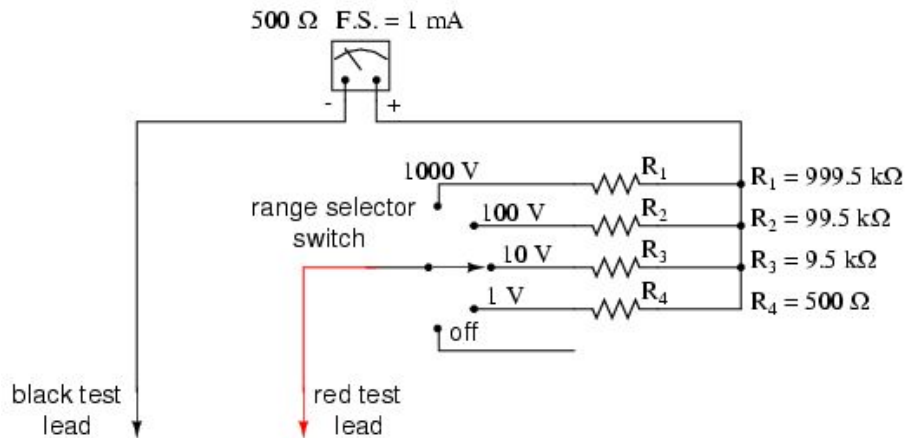 500 Ω F.S. = 1 mA
- +
1000 V R1 R1 = 999.5 kΩ
range selector 100 V R2 R2 = 99.5 kΩ
switch 10 V R3 R3 = 9.5 kΩ
1 V R4 R4 = 500 Ω
off
black test red test
lead lead